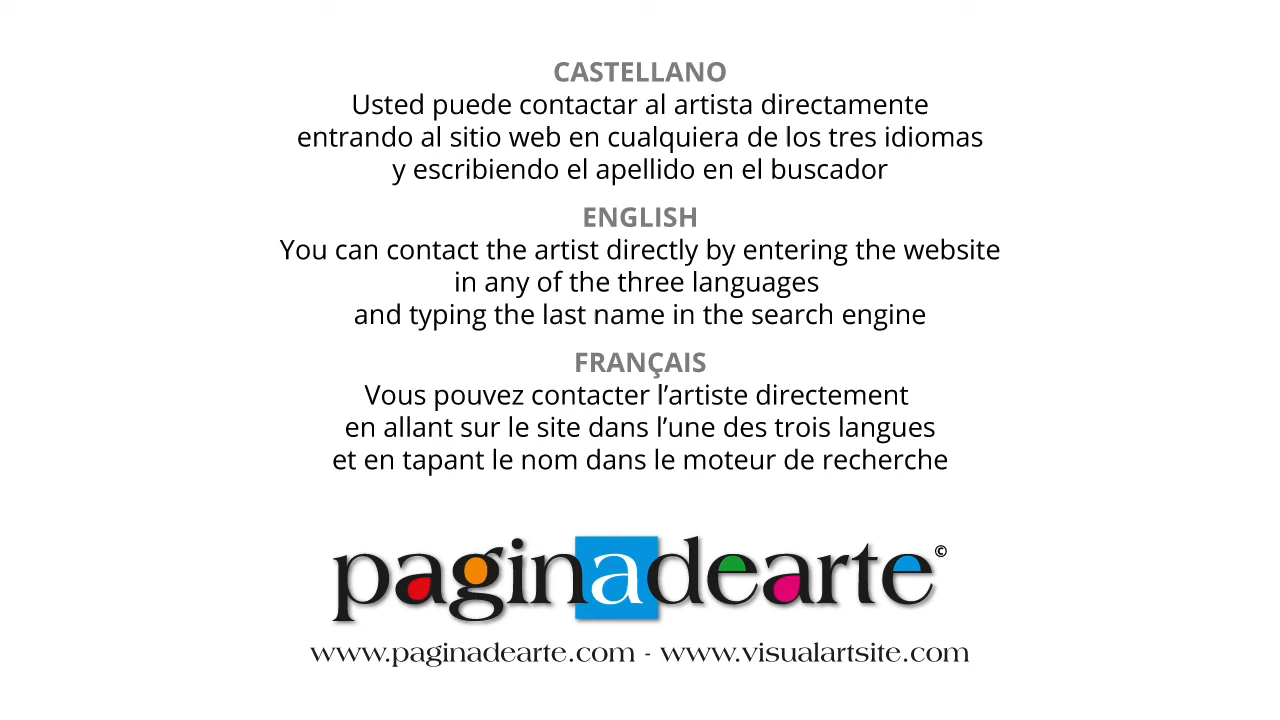 CASTELLANO
Usted puede contactar al artista directamente
entrando al sitio web en cualquiera de los tres idiomas
y escribiendo el apellido en el buscador
ENGLISH
You can contact the artist directly by entering the website
in any of the three languages
and typing the last name in the search engine
FRANÇAIS
Vous pouvez contacter l’artiste directement
en allant sur le site dans l’une des trois langues
et en tapant le nom dans le moteur de recherche
paginadearte©
www.paginadearte.com - www.visualartsite.com